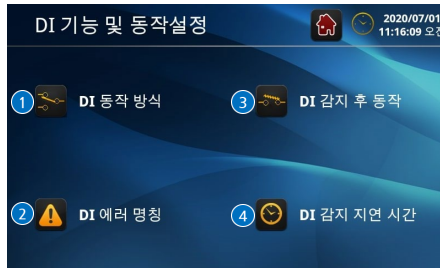 DI 기능 및 동작설정
2020/07/01
11:16:09 오전
1 DI 동작 방식
3 DI 감지 후 동작
2 DI 에러 명칭
4 DI 감지 지연 시간